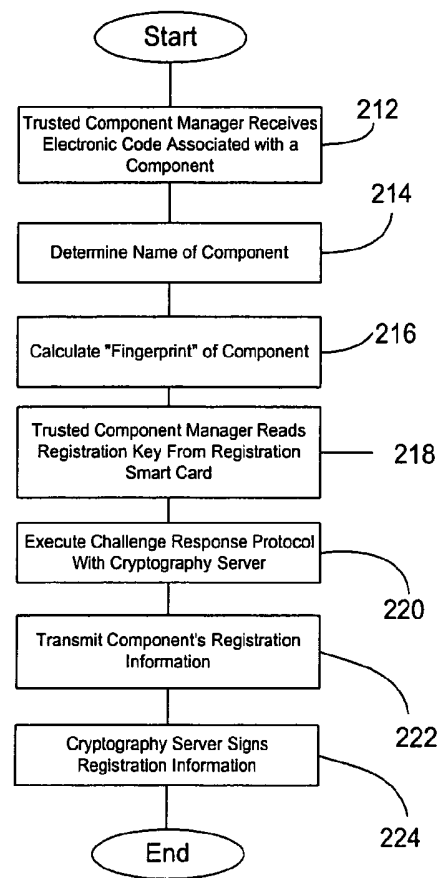 Start
Trusted Component Manager Receives
Electronic Code Associated with a
Component
212
Determine Name of Component
214
Calculate "Fingerprint" of Component
216
Trusted Component Manager Reads
Registration Key From Registration
Smart Card
218
Execute Challenge Response Protocol
With Cryptography Server
220
Transmit Component's Registration
Information
222
Cryptography Server Signs
Registration Information
224
End